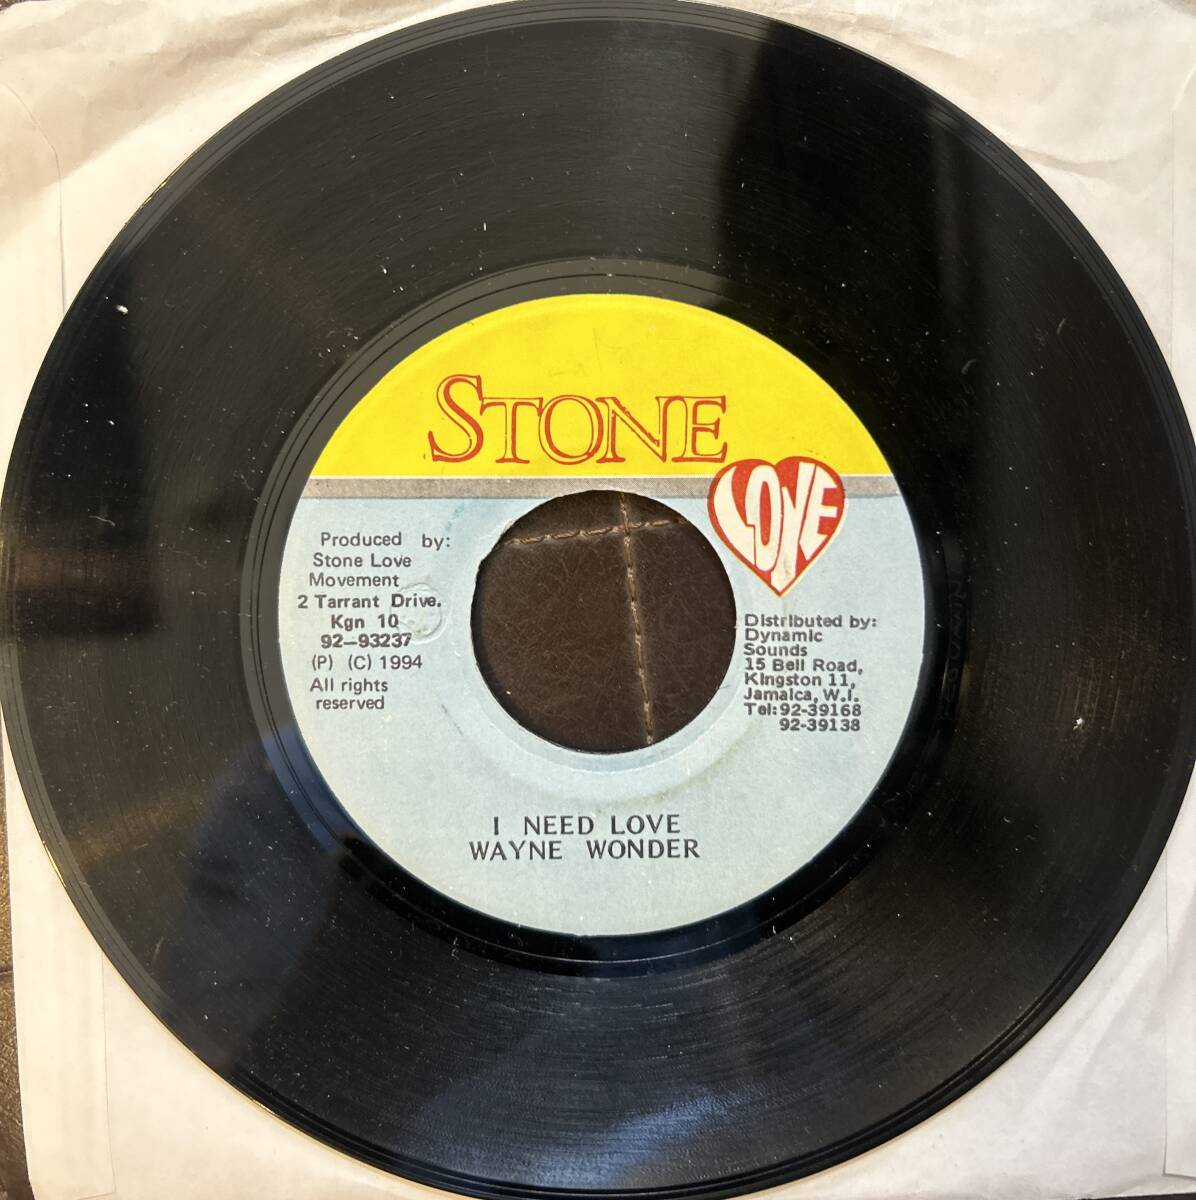 STONE
LOVE
Produced by:
Stone Love
Movement
2 Tarrant Drive.
Kgn 10
92-93237
(P) (C) 1994
All rights
reserved
Distributed by:
Dynamic
Sounds
15 Bell Road,
Kingston 11,
Jamaica, W.I.
Tel: 92-39168
92-39138
I NEED LOVE
WAYNE WONDER